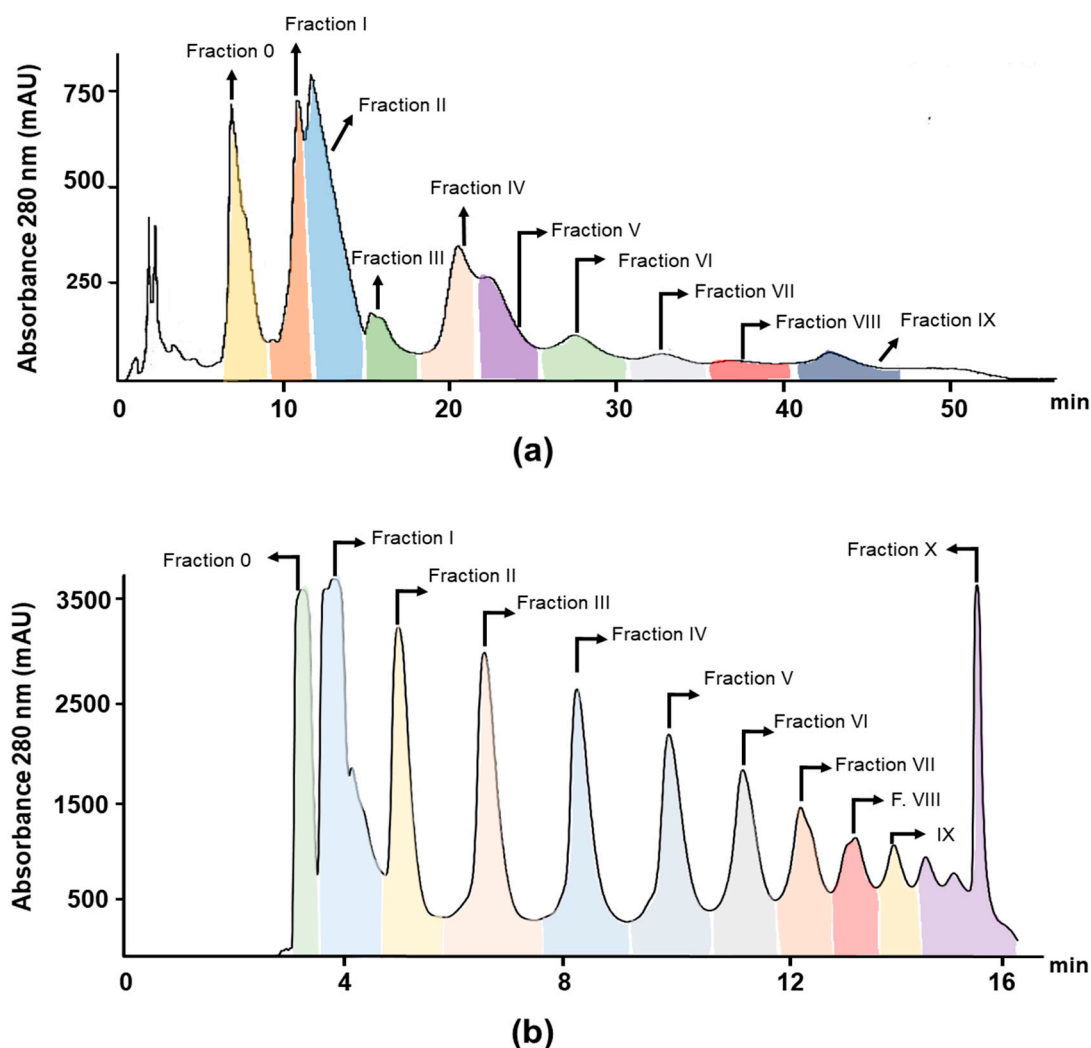 Fraction I
Fraction 0
Fraction II
Fraction IV
Fraction V
Fraction III
Fraction VI
Fraction VII
Fraction VIII
Fraction IX
Absorbance 280 nm (mAU)
750
500
250
0 10 20 30 40 50 min
(a)
Fraction 0
Fraction I
Fraction II
Fraction III
Fraction IV
Fraction V
Fraction VI
Fraction VII
F. VIII
IX
Fraction X
Absorbance 280 nm (mAU)
3500
2500
1500
500
0 4 8 12 16 min
(b)